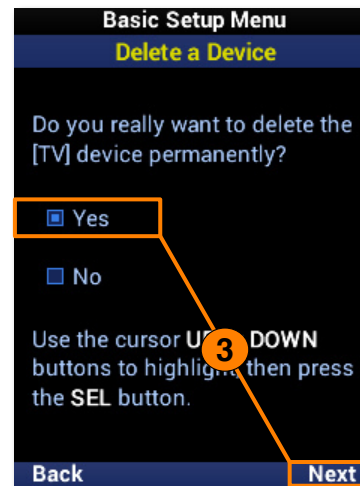 Basic Setup Menu
Delete a Device
Do you really want to delete the
[TV] device permanently?
Yes
No
Use the cursor DOWN
3
buttons to highlight, then press
the SEL button.
Back Next